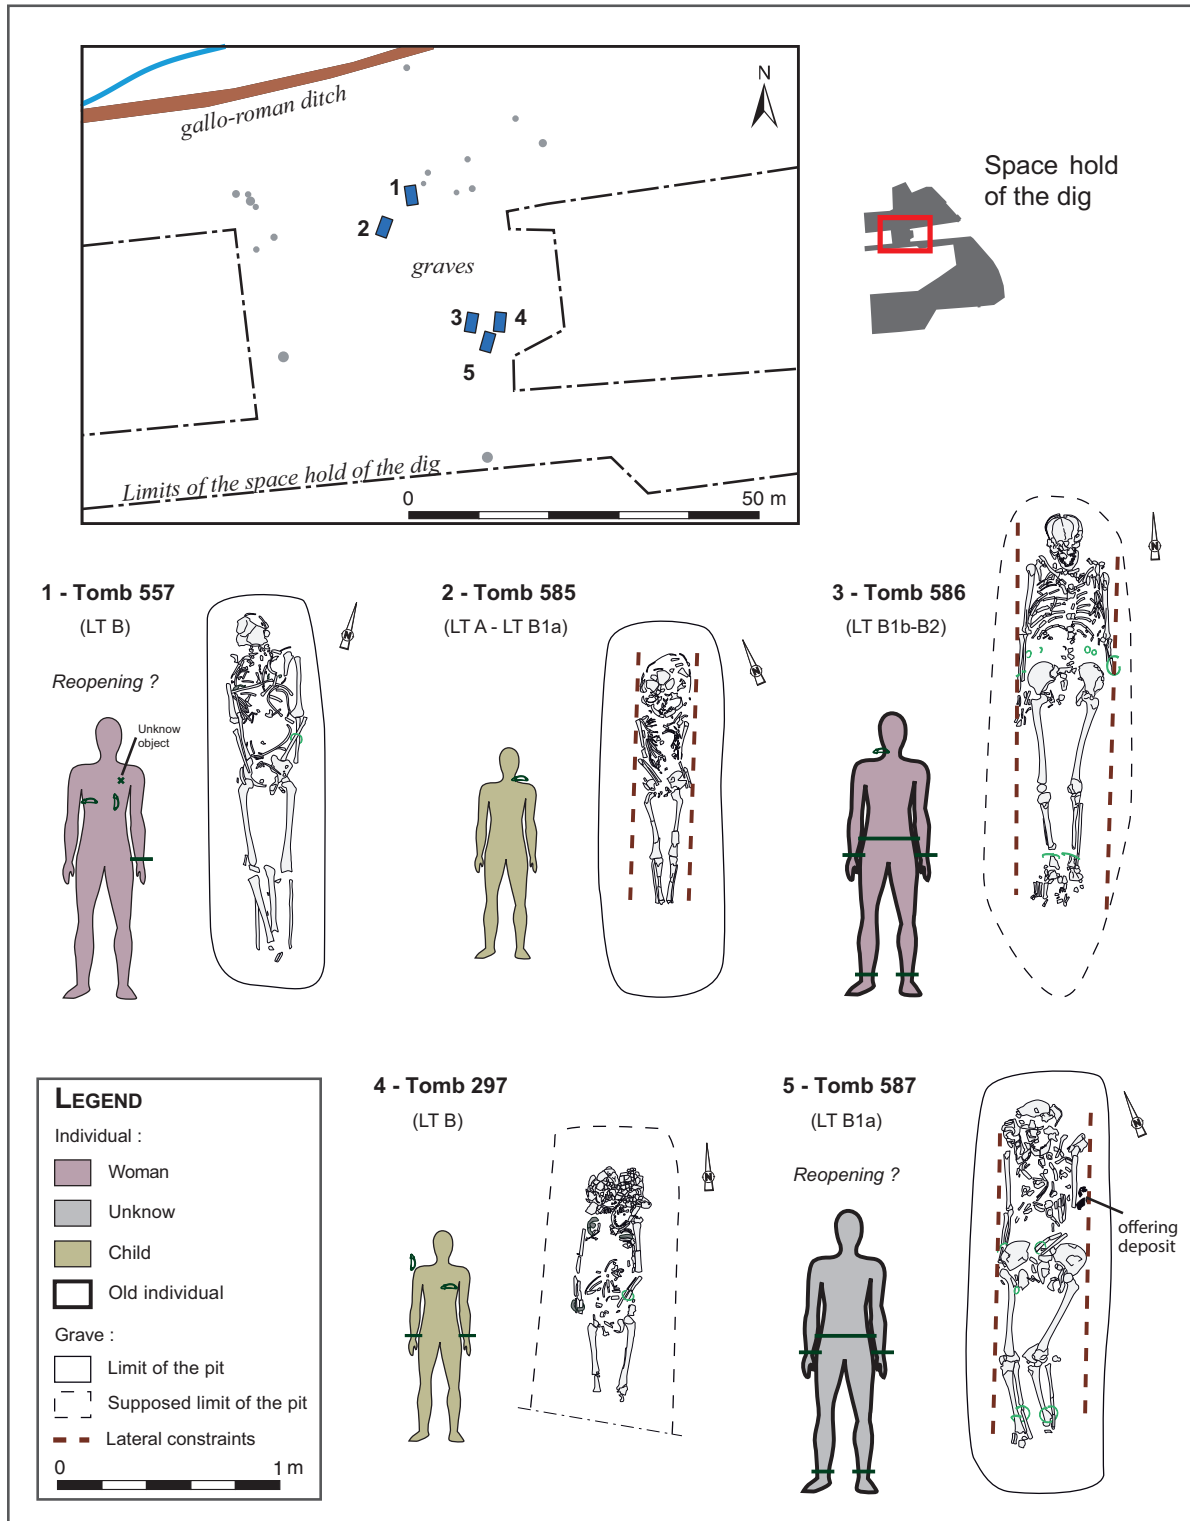 gallo-roman ditch
N
Space hold
of the dig
1
2
graves
3
4
5
Limits of the space hold of the dig
0
50 m
1 - Tomb 557
(LT B)
Reopening ?
Unknow
object
N
2 - Tomb 585
(LT A - LT B1a)
N
3 - Tomb 586
(LT B1b-B2)
N
LEGEND
Individual :
Woman
Unknow
Child
Old individual
Grave :
Limit of the pit
Supposed limit of the pit
Lateral constraints
0
1 m
4 - Tomb 297
(LT B)
N
5 - Tomb 587
(LT B1a)
Reopening ?
N
offering
deposit